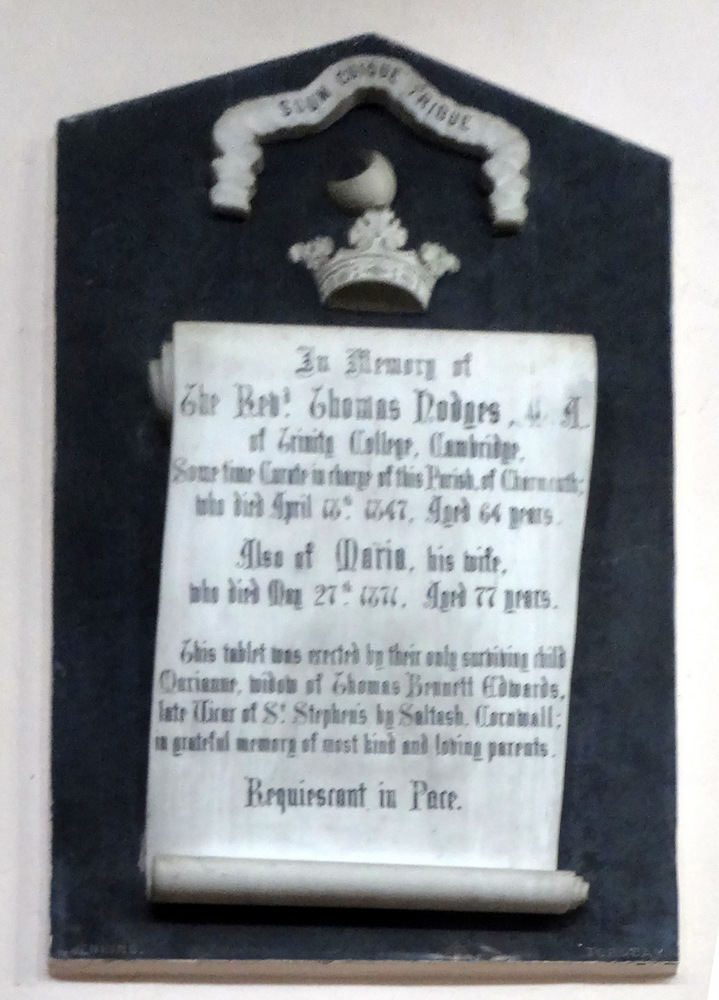 SUUM CUIQUE TRIBUE
In Memory of
The Revd. Thomas Hodges, M. A.
of Trinity College, Cambridge,
Some time Curate in charge of this Parish, of Charmouth;
who died April 1847. Aged 64 years.
Also of Maria, his wife,
who died May 27th 1871. Aged 77 years.
This tablet was erected by their only surviving child
Marianne, widow of Thomas Bennett Edwards,
late Vicar of St. Stephen's by Saltash, Cornwall;
in grateful memory of most kind and loving parents.
Requiescant in Pace.